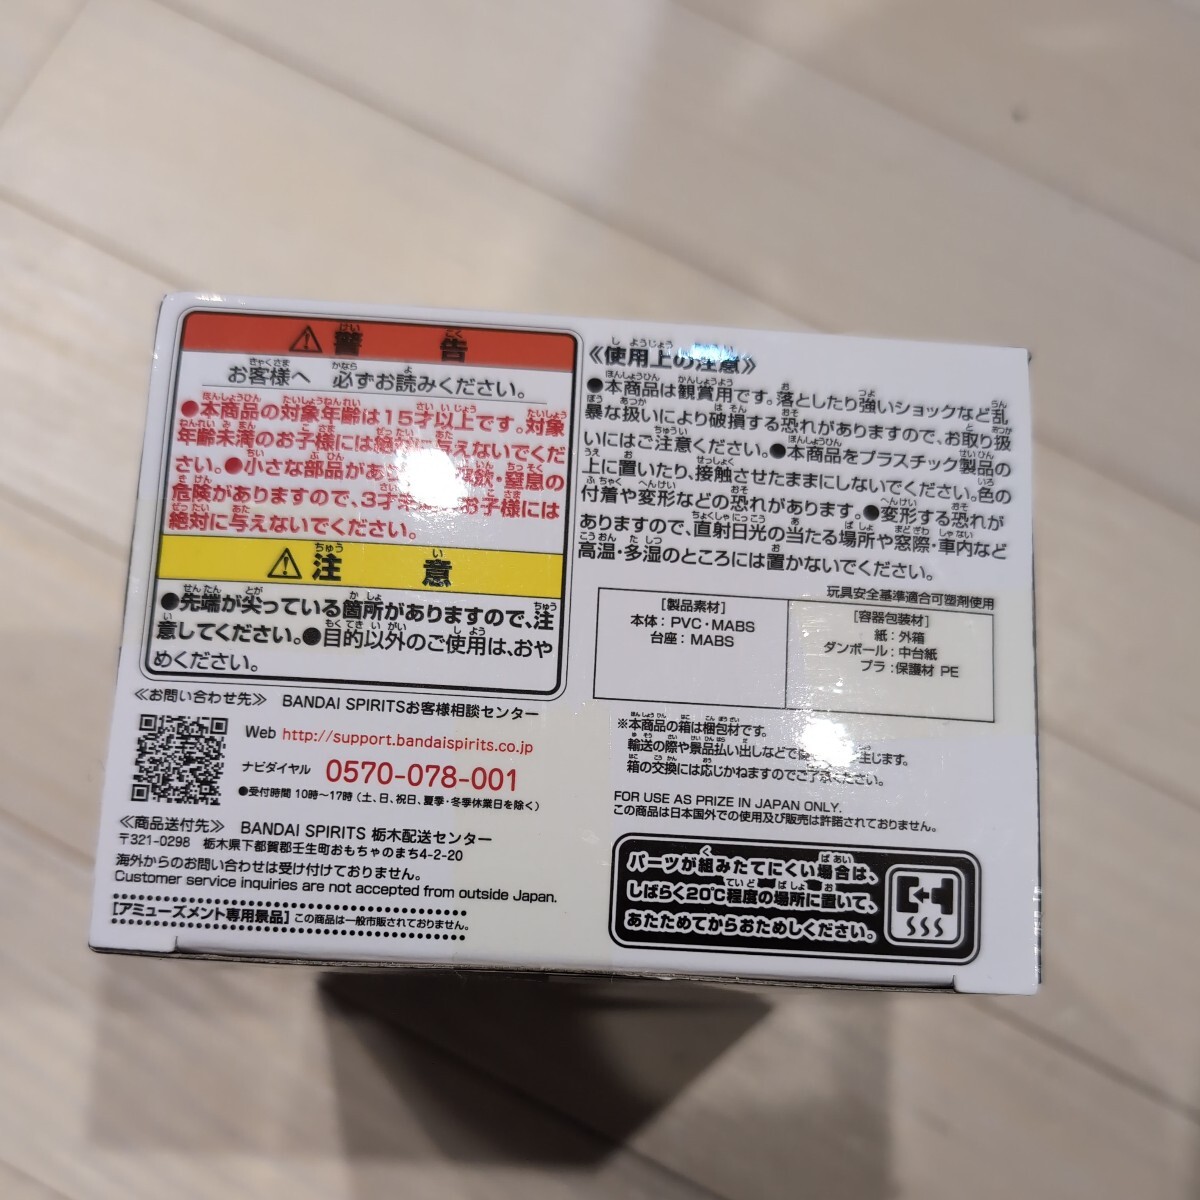 ⚠警告
お客様へ 必ずお読みください。
●本商品の対象年齢は15才以上です。対象
年齢未満のお子様には絶対に与えないでくだ
さい。●小さな部品があ 飲・窒息の
危険がありますので、3才未 お子様には
絶対に与えないでください。
⚠注意
●先端が尖っている箇所がありますので、注
意してください。●目的以外のご使用は、おや
めください。
≪お問い合わせ先≫ BANDAI SPIRITSお客様相談センター
Web http://support.bandaispirits.co.jp
ナビダイヤル 0570-078-001
●受付時間 10時～17時(土、日、祝日、夏季・冬季休業日を除く)
≪商品送付先≫ BANDAI SPIRITS 栃木配送センター
〒321-0298 栃木県下都賀郡壬生町おもちゃのまち4-2-20
海外からのお問い合わせは受け付けておりません。
Customer service inquiries are not accepted from outside Japan.
[アミューズメント専用景品] この商品は一般市販されておりません。
≪使用上の注意≫
●本商品は観賞用です。落としたり強いショックなど乱
暴な扱いにより破損する恐れがありますので、お取り扱
いにはご注意ください。●本商品をプラスチック製品の
上に置いたり、接触させたままにしないでください。色の
付着や変形などの恐れがあります。●変形する恐れが
ありますので、直射日光の当たる場所や窓際・車内など
高温・多湿のところには置かないでください。
玩具安全基準適合可塑剤使用
[製品素材]
本体:PVC・MABS
台座:MABS
[容器包装材]
紙:外箱
ダンボール:中台紙
プラ:保護材 PE
※本商品の箱は梱包材です。
輸送の際や景品払い出しなどで 生じます。
箱の交換には応じかねますのでご了承ください。
FOR USE AS PRIZE IN JAPAN ONLY.
この商品は日本国外での使用及び販売は許諾されておりません。
パーツが組みたてにくい場合は、
しばらく20℃程度の場所に置いて、
あたためてからおためしください。